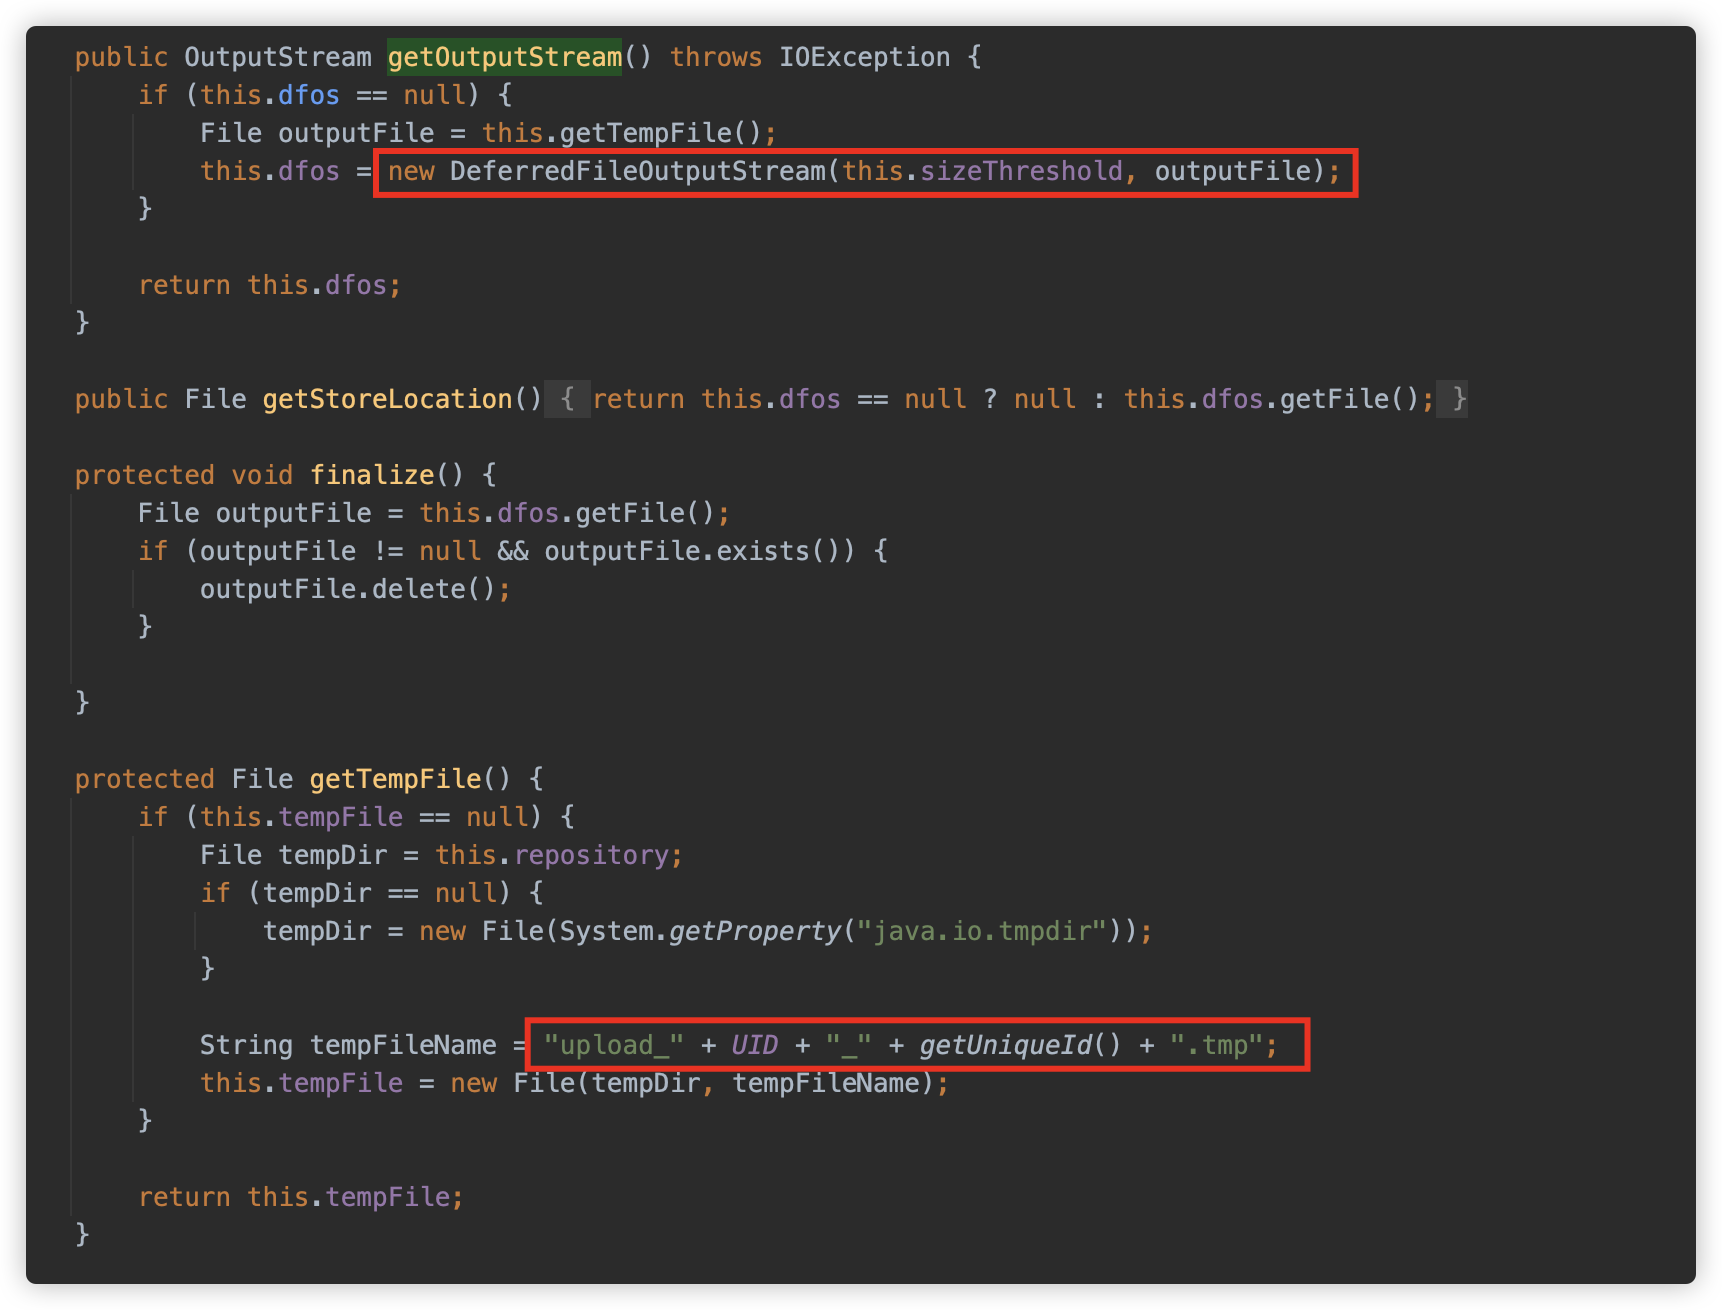 public OutputStream getOutputStream() throws IOException {
    if (this.dfos == null) {
        File outputFile = this.getTempFile();
        this.dfos = new DeferredFileOutputStream(this.sizeThreshold, outputFile);
    }

    return this.dfos;
}

public File getStoreLocation() { return this.dfos == null ? null : this.dfos.getFile(); }

protected void finalize() {
    File outputFile = this.dfos.getFile();
    if (outputFile != null && outputFile.exists()) {
        outputFile.delete();
    }

}

protected File getTempFile() {
    if (this.tempFile == null) {
        File tempDir = this.repository;
        if (tempDir == null) {
            tempDir = new File(System.getProperty("java.io.tmpdir"));
        }

        String tempFileName = "upload_" + UID + "_" + getUniqueId() + ".tmp";
        this.tempFile = new File(tempDir, tempFileName);
    }

    return this.tempFile;
}